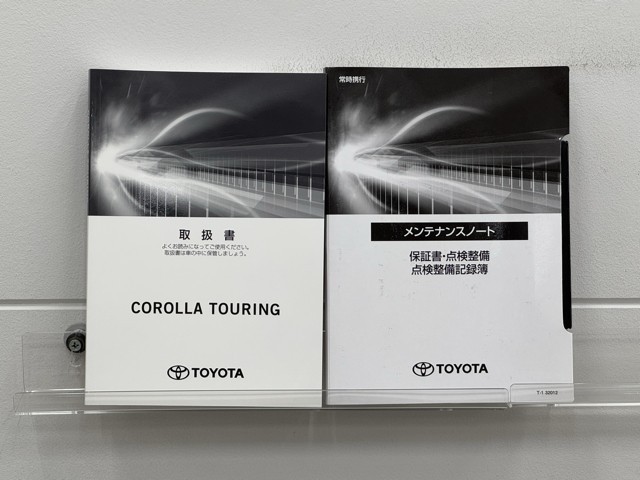 取扱書
よくお読みになってご使用ください。
取扱書は車の中に保管しましょう。
COROLLA TOURING
TOYOTA
常時携行
メンテナンスノート
保証書・点検整備
点検整備記録簿
TOYOTA
T-1 32012